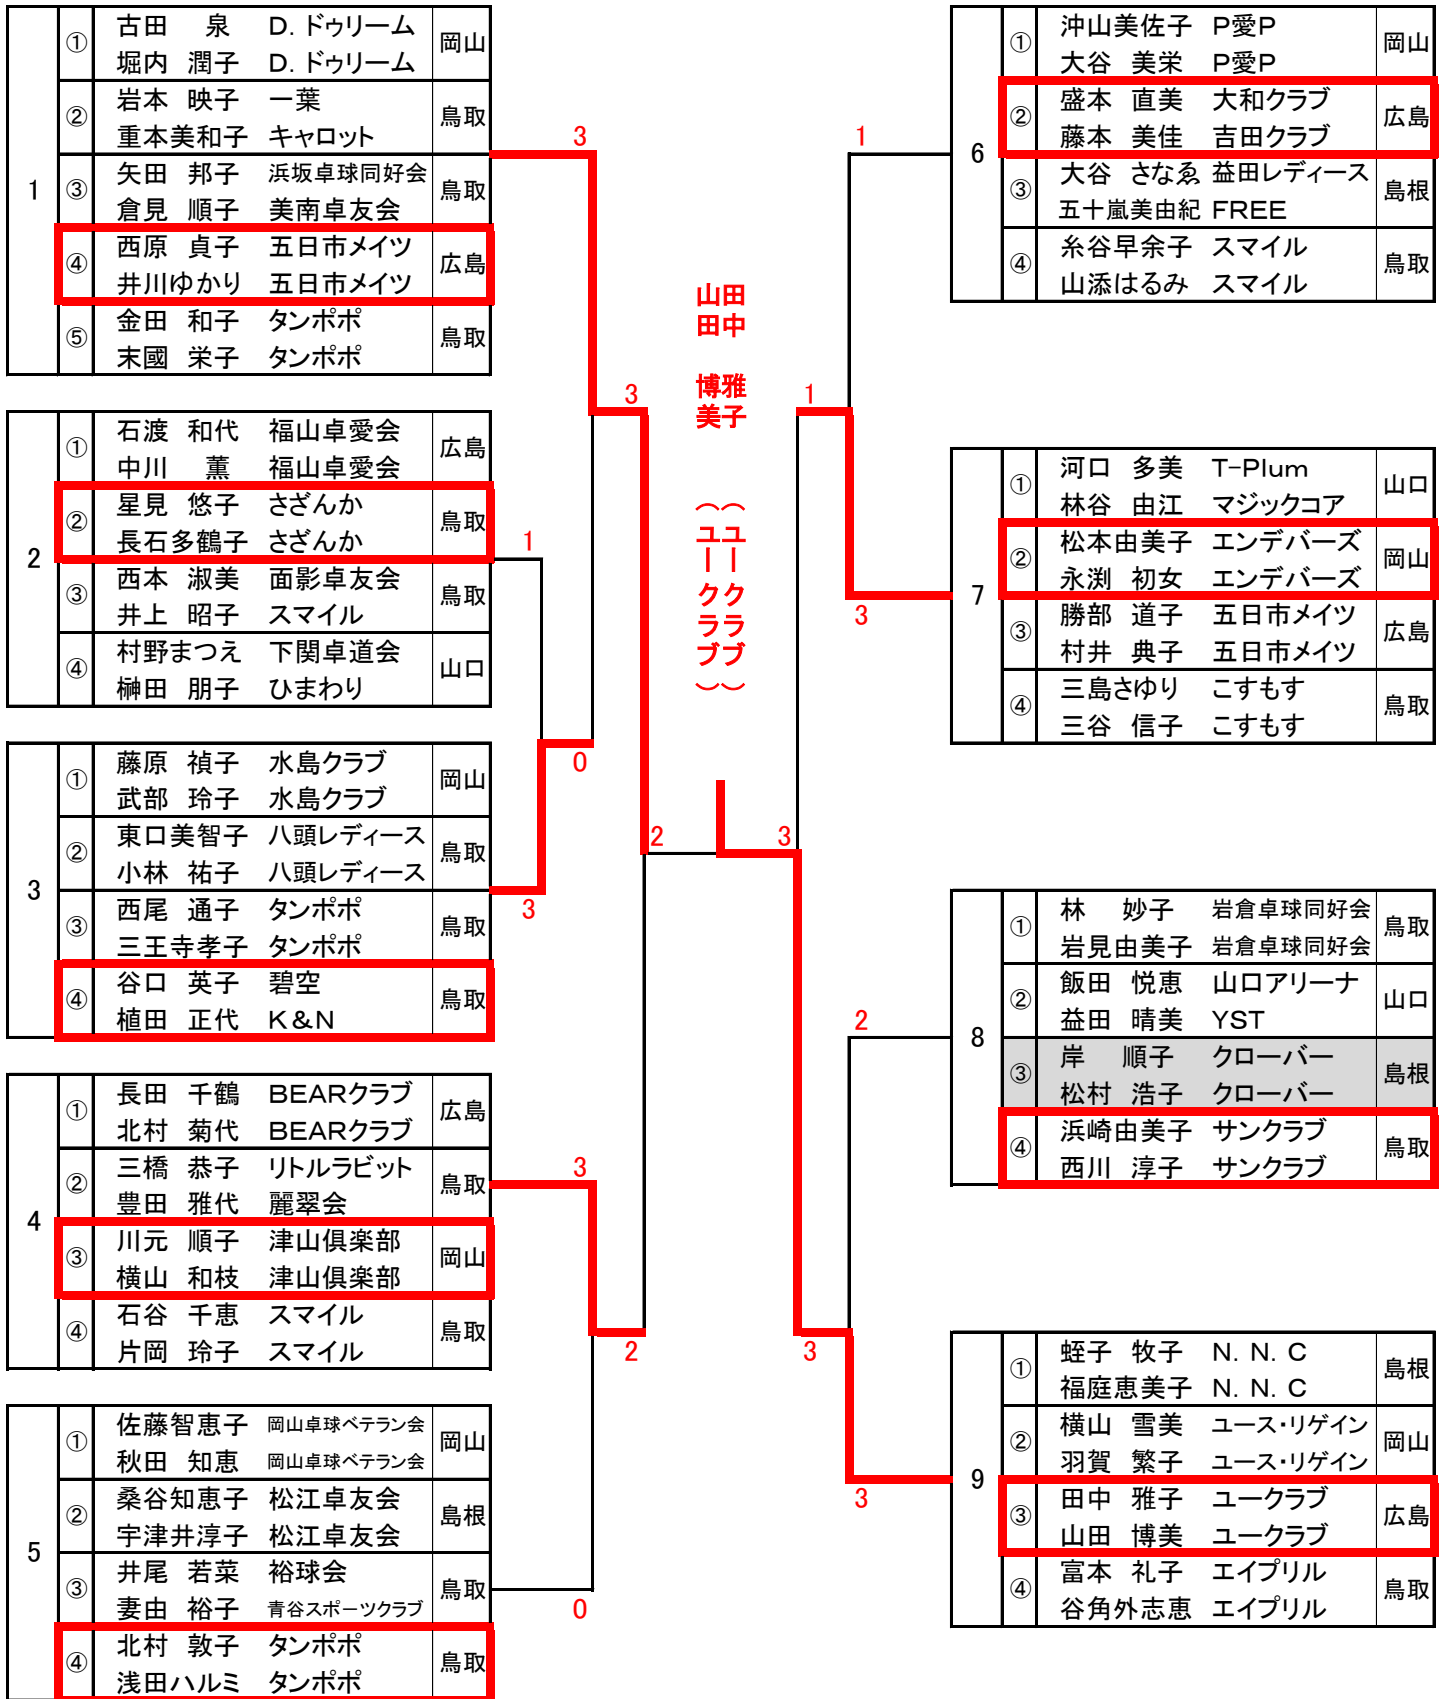 1
① 古田 泉 D.ドゥリーム 岡山
堀内 潤子 D.ドゥリーム
② 岩本 映子 一葉 鳥取
重本美和子 キャロット
③ 矢田 邦子 浜坂卓球同好会 鳥取
倉見 順子 美南卓友会
④ 西原 貞子 五日市メイツ 広島
井川ゆかり 五日市メイツ
⑤ 金田 和子 タンポポ 鳥取
末國 栄子 タンポポ
2
① 石渡 和代 福山卓愛会 広島
中川 薫 福山卓愛会
② 星見 悠子 さざんか 鳥取
長石多鶴子 さざんか
③ 西本 淑美 面影卓友会 鳥取
井上 昭子 スマイル
④ 村野まつえ 下関卓道会 山口
榊田 朋子 ひまわり
3
① 藤原 禎子 水島クラブ 岡山
武部 玲子 水島クラブ
② 東口美智子 八頭レディース 鳥取
小林 祐子 八頭レディース
③ 西尾 通子 タンポポ 鳥取
三王寺孝子 タンポポ
④ 谷口 英子 碧空 鳥取
植田 正代 K&N
4
① 長田 千鶴 BEARクラブ 広島
北村 菊代 BEARクラブ
② 三橋 恭子 リトルラビット 鳥取
豊田 雅代 麗翠会
③ 川元 順子 津山倶楽部 岡山
横山 和枝 津山倶楽部
④ 石谷 千恵 スマイル 鳥取
片岡 玲子 スマイル
5
① 佐藤智恵子 岡山卓球ベテラン会 岡山
秋田 知恵 岡山卓球ベテラン会
② 桑谷知恵子 松江卓友会 島根
宇津井淳子 松江卓友会
③ 井尾 若菜 裕球会 鳥取
妻由 裕子 青谷スポーツクラブ
④ 北村 敦子 タンポポ 鳥取
浅田ハルミ タンポポ
3
3
1
0
3
2
3
2
0
田中 雅子 (ユークラブ)
山田 博美 (ユークラブ)
1
1
3
3
2
3
3
6
① 沖山美佐子 P愛P 岡山
大谷 美栄 P愛P
② 盛本 直美 大和クラブ 広島
藤本 美佳 吉田クラブ
③ 大谷 さなゑ 益田レディース 島根
五十嵐美由紀 FREE
④ 糸谷早余子 スマイル 鳥取
山添はるみ スマイル
7
① 河口 多美 T-Plum 山口
林谷 由江 マジックコア
② 松本由美子 エンデバーズ 岡山
永渕 初女 エンデバーズ
③ 勝部 道子 五日市メイツ 広島
村井 典子 五日市メイツ
④ 三島さゆり こすもす 鳥取
三谷 信子 こすもす
8
① 林 妙子 岩倉卓球同好会 鳥取
岩見由美子 岩倉卓球同好会
② 飯田 悦恵 山口アリーナ 山口
益田 晴美 YST
③ 岸 順子 クローバー 島根
松村 浩子 クローバー
④ 浜崎由美子 サンクラブ 鳥取
西川 淳子 サンクラブ
9
① 蛭子 牧子 N.N.C 島根
福庭恵美子 N.N.C
② 横山 雪美 ユース・リゲイン 岡山
羽賀 繁子 ユース・リゲイン
③ 田中 雅子 ユークラブ 広島
山田 博美 ユークラブ
④ 富本 礼子 エイプリル 鳥取
谷角外志恵 エイプリル